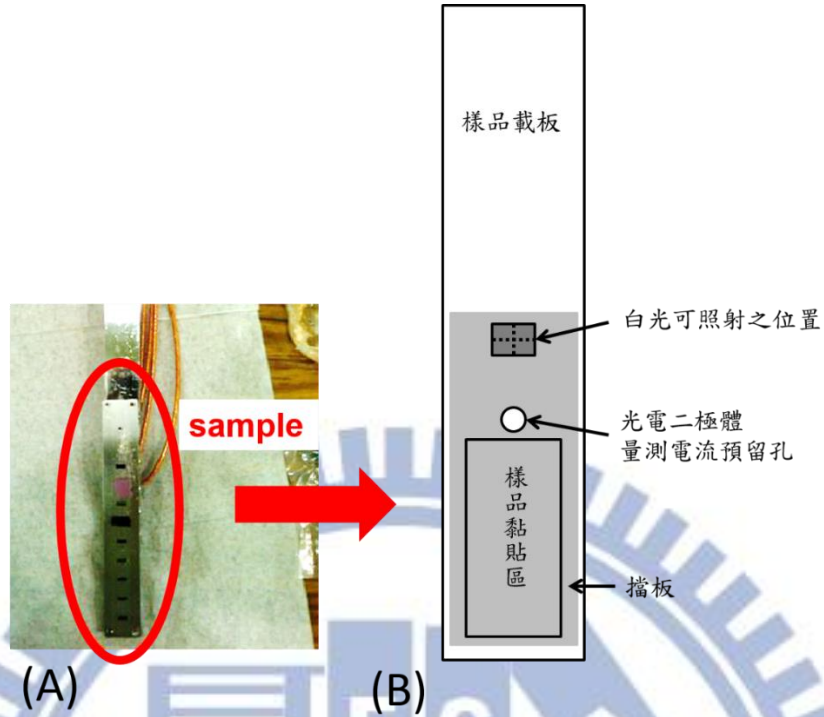 樣品載板
白光可照射之位置
sample
光電二極體
量測電流預留孔
樣品黏貼區
擋板
(A)
(B)